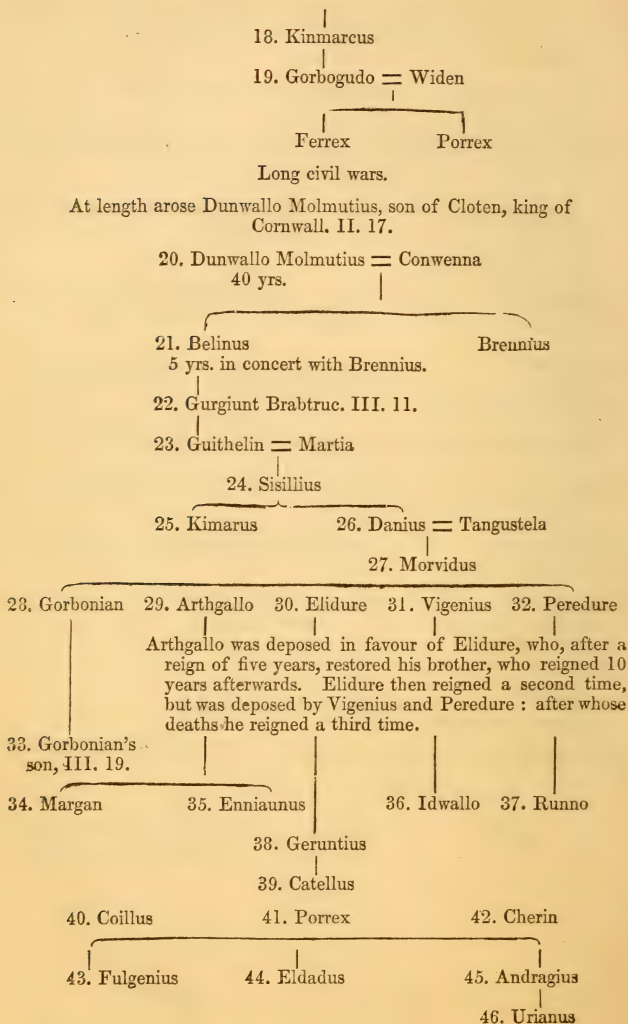 18. Kinmarcus
19. Gorbogudo = Widen
Ferrex Porrex
Long civil wars.
At length arose Dunwallo Molmutius, son of Cloten, king of
Cornwall. II. 17.
20. Dunwallo Molmutius = Conwenna
40 yrs.
21. Belinus Brennius
5 yrs. in concert with Brennius.
22. Gurgiunt Brabtruc. III. 11.
23. Guithelin = Martia
24. Sisillius
25. Kimarus 26. Danius = Tangustela
27. Morvidus
28. Gorbonian 29. Arthgallo 30. Elidure 31. Vigenius 32. Peredure
Arthgallo was deposed in favour of Elidure, who, after a
reign of five years, restored his brother, who reigned 10
years afterwards. Elidure then reigned a second time,
but was deposed by Vigenius and Peredure : after whose
deaths he reigned a third time.
33. Gorbonian's
son, III. 19.
34. Margan 35. Enniaunus 36. Idwallo 37. Runno
38. Geruntius
39. Catellus
40. Coillus 41. Porrex 42. Cherin
43. Fulgenius 44. Eldadus 45. Andragius
46. Urianus